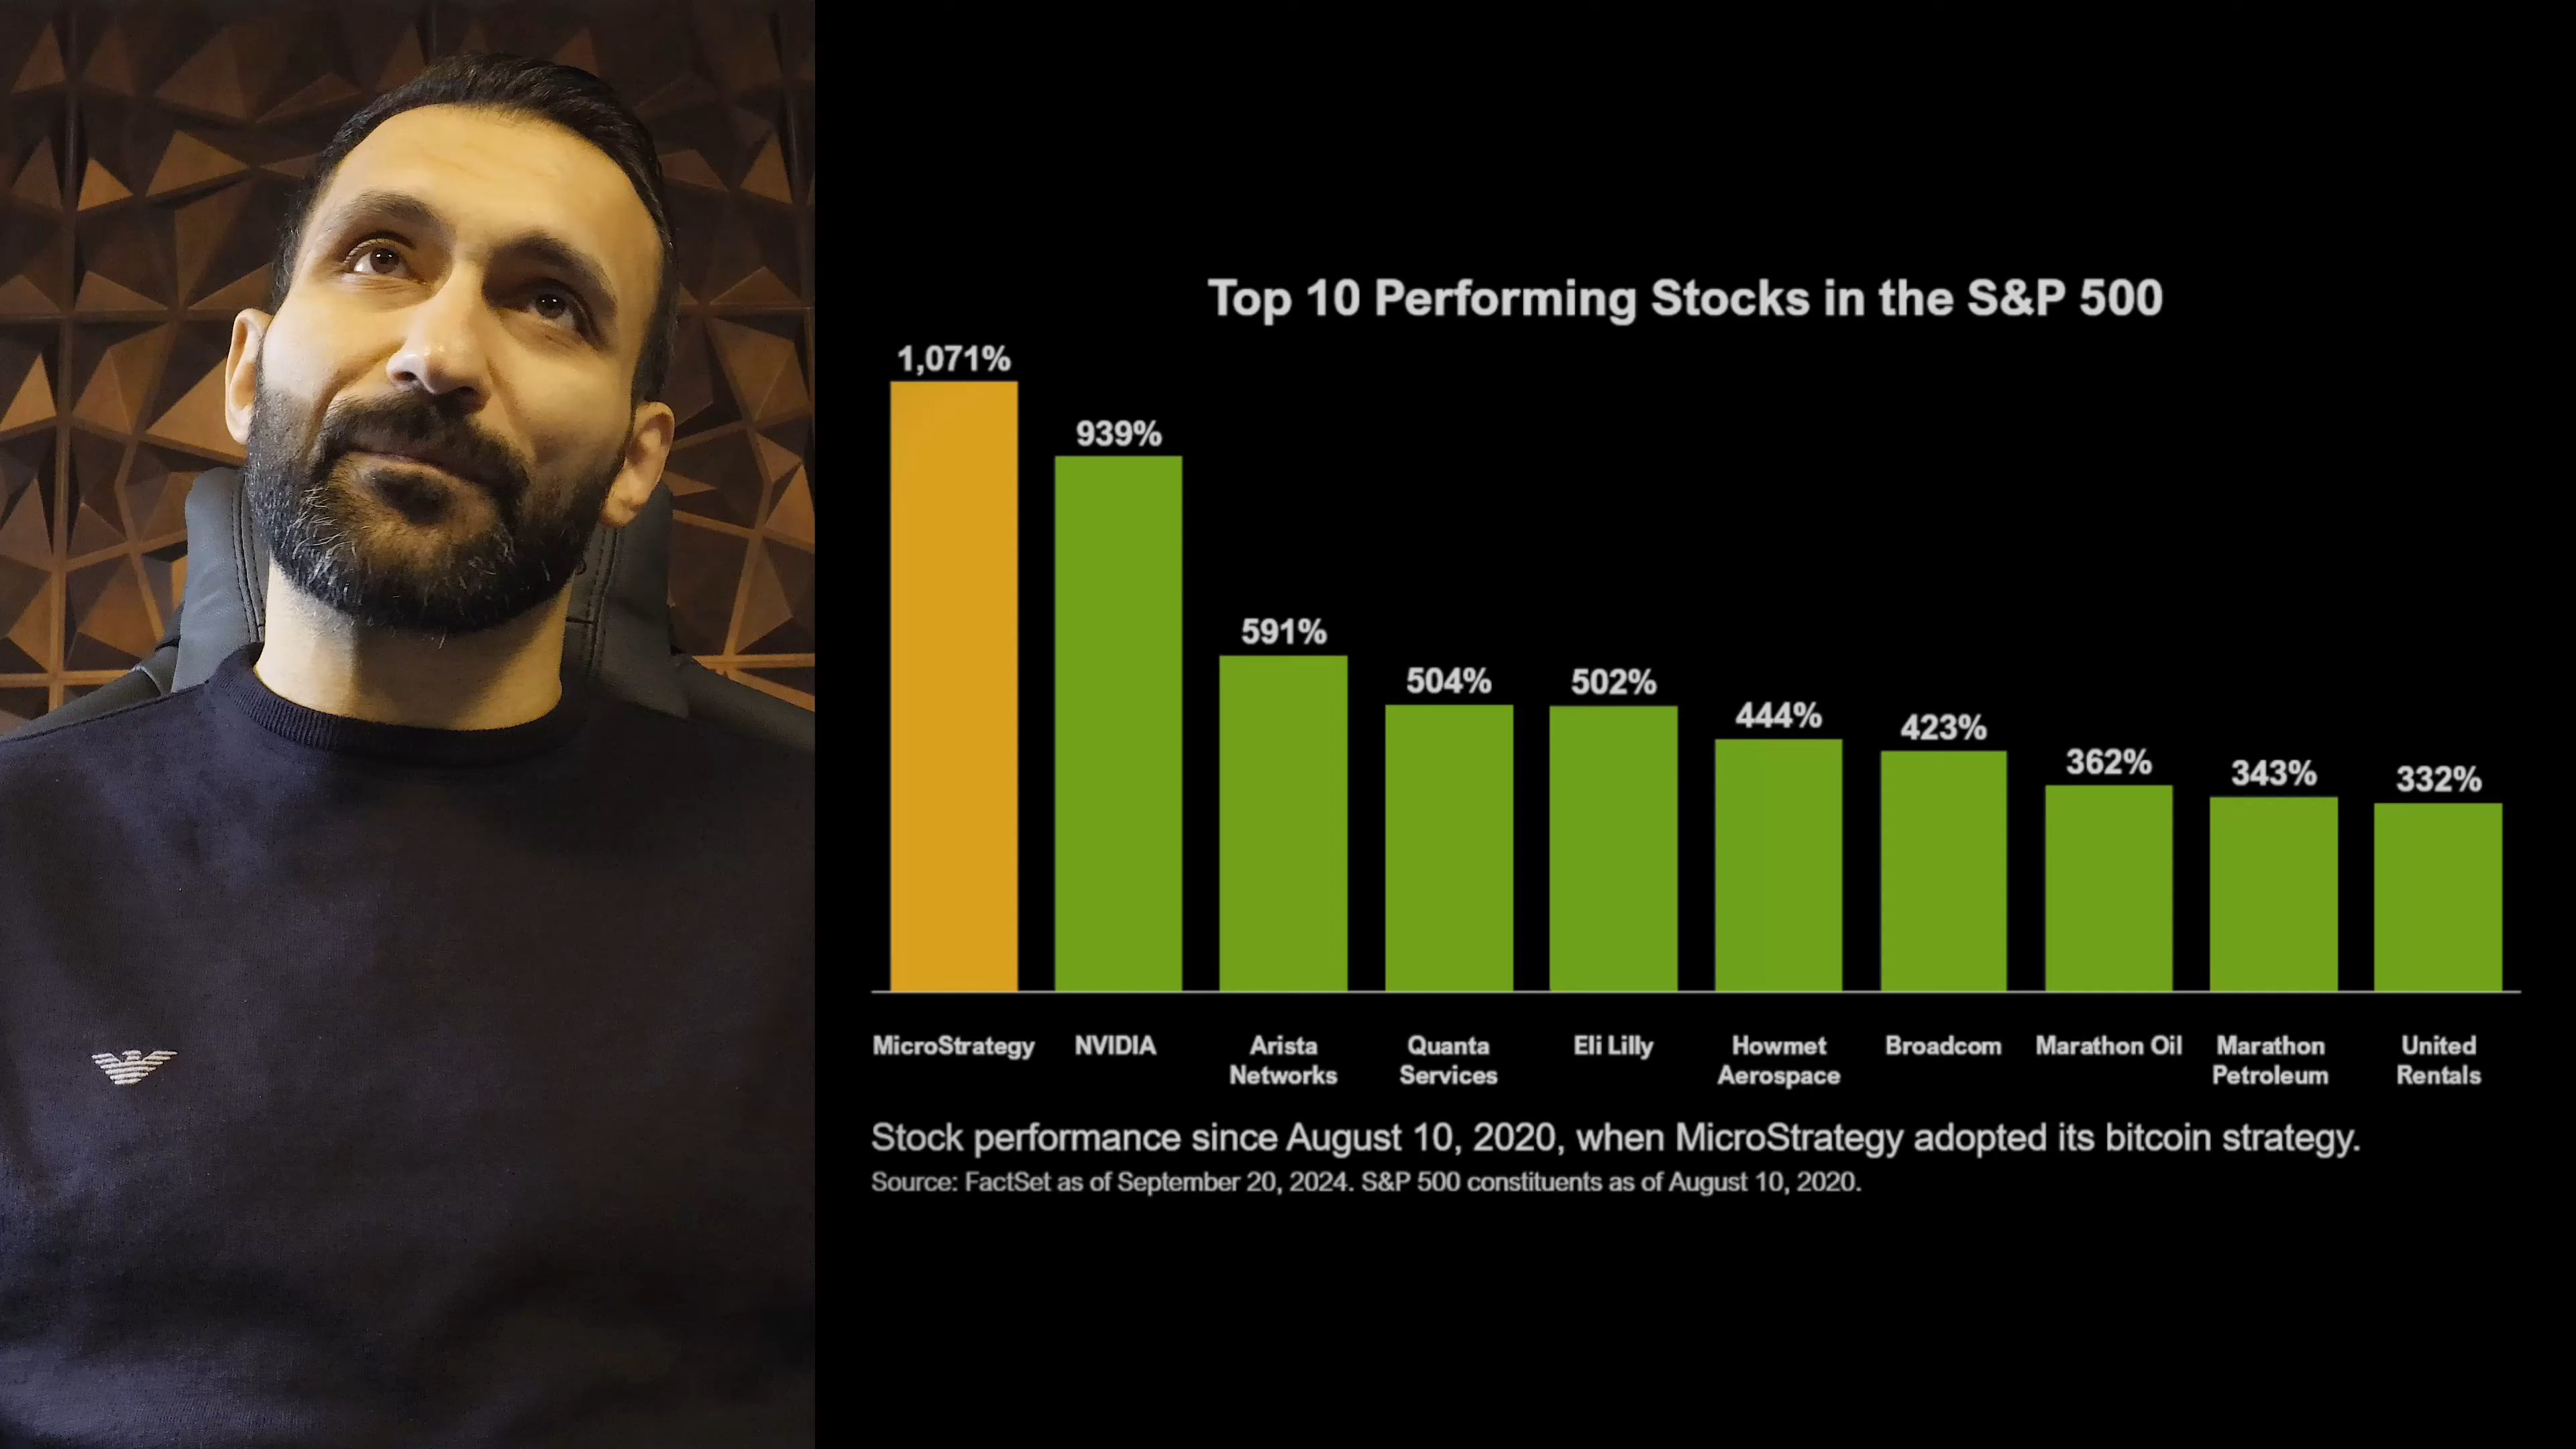 Top 10 Performing Stocks in the S&P 500
1,071%
939%
591%
504%
502%
444%
423%
362%
343%
332%
MicroStrategy
NVIDIA
Arista
Networks
Quanta
Services
Eli Lilly
Howmet
Aerospace
Broadcom
Marathon Oil
Marathon
Petroleum
United
Rentals
Stock performance since August 10, 2020, when MicroStrategy adopted its bitcoin strategy.
Source: FactSet as of September 20, 2024. S&P 500 constituents as of August 10, 2020.